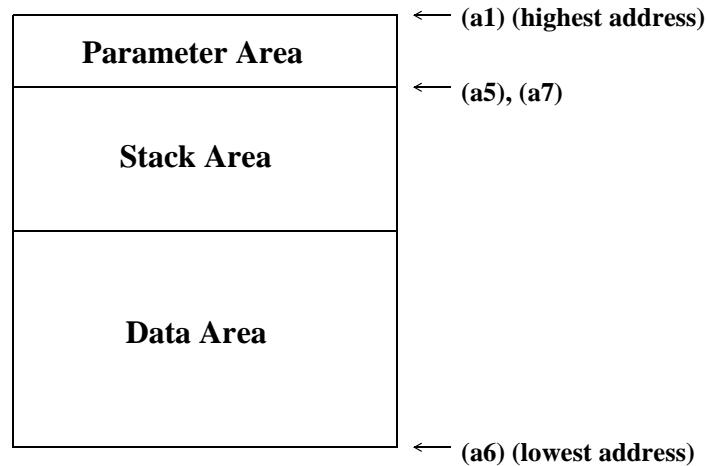 (a1) (highest address)
Parameter Area
(a5), (a7)
Stack Area
Data Area
(a6) (lowest address)